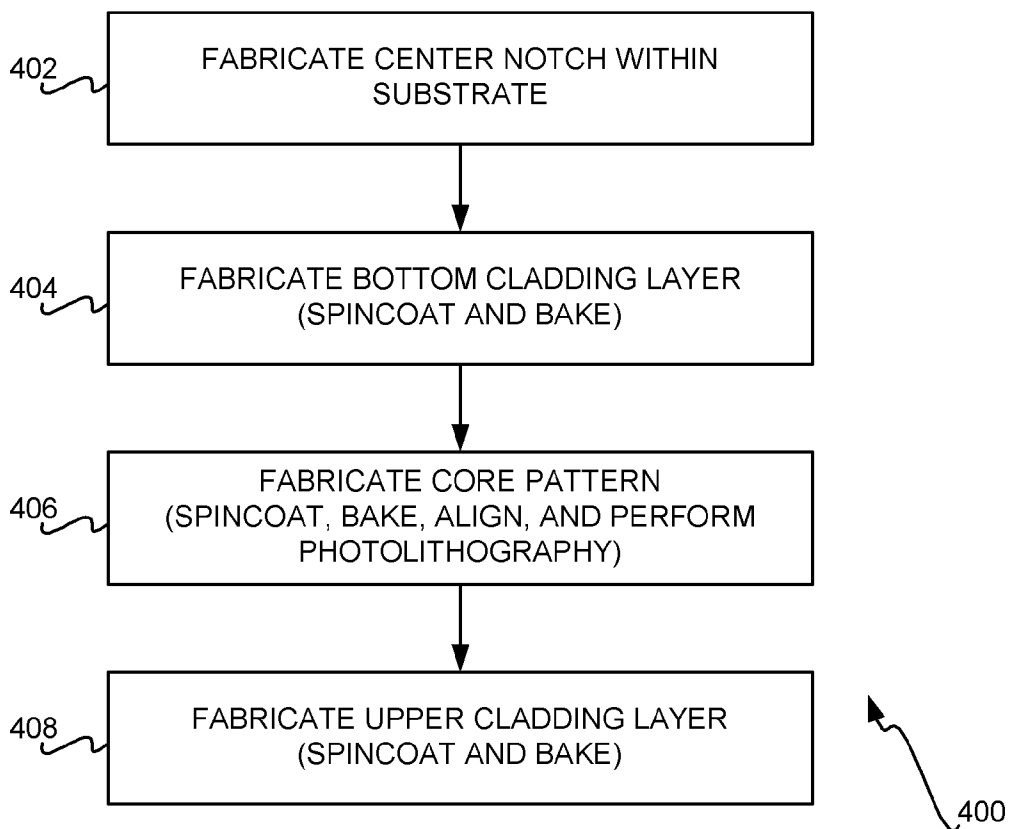 402
FABRICATE CENTER NOTCH WITHIN
SUBSTRATE
404
FABRICATE BOTTOM CLADDING LAYER
(SPINCOAT AND BAKE)
406
FABRICATE CORE PATTERN
(SPINCOAT, BAKE, ALIGN, AND PERFORM
PHOTOLITHOGRAPHY)
408
FABRICATE UPPER CLADDING LAYER
(SPINCOAT AND BAKE)
400